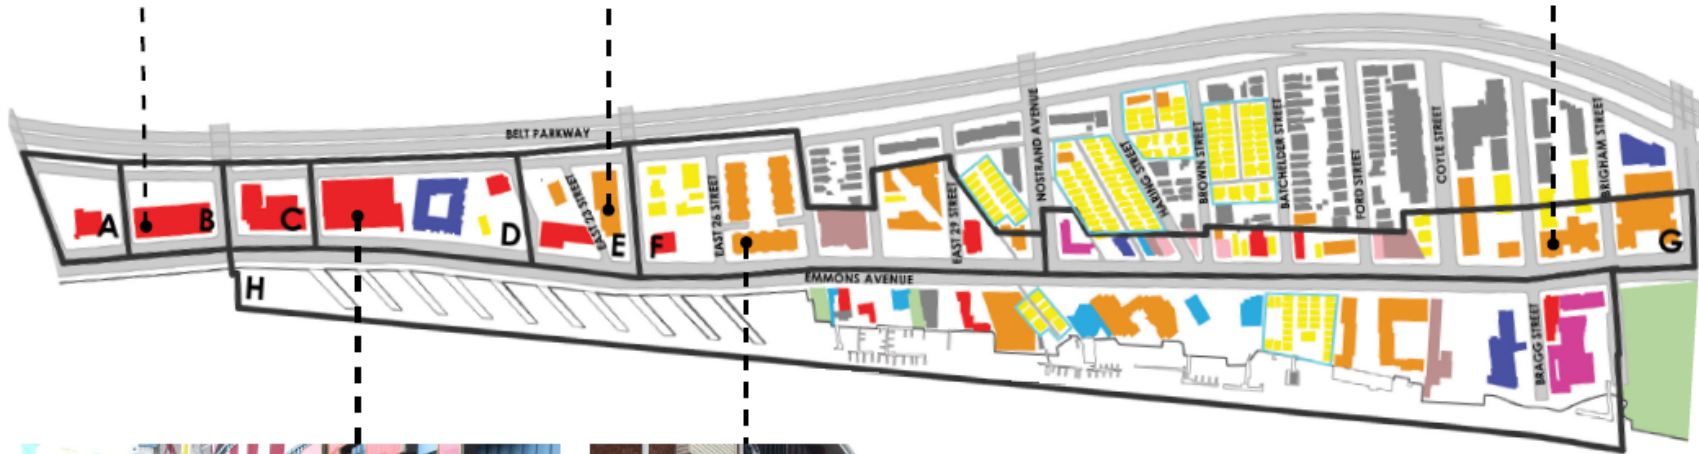 BELT PARKWAY
NOSTRAND AVENUE
HARING STREET
BROWN STREET
BATCHELDER STREET
FORD STREET
COYLE STREET
BRIGHAM STREET
A
B
C
D
EAST 23 STREET
E
F
EAST 26 STREET
EAST 29 STREET
G
H
EMMONS AVENUE
BRAGG STREET